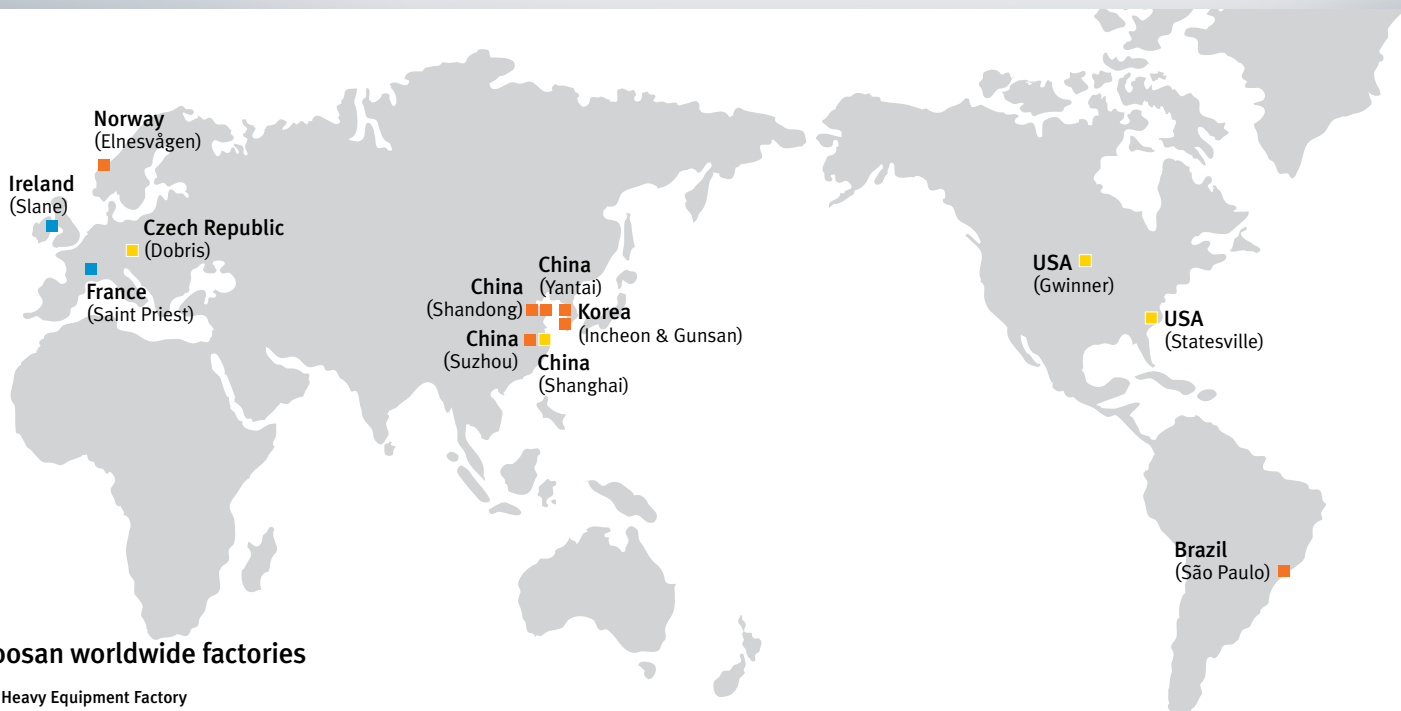 Norway
(Elnesvågen)
Ireland
(Slane)
Czech Republic
(Dobris)
France
(Saint Priest)
China
(Yantai)
China
(Shandong)
Korea
(Incheon & Gunsan)
China
(Suzhou)
China
(Shanghai)
USA
(Gwinner)
USA
(Statesville)
Brazil
(São Paulo)
oosan worldwide factories
Heavy Equipment Factory